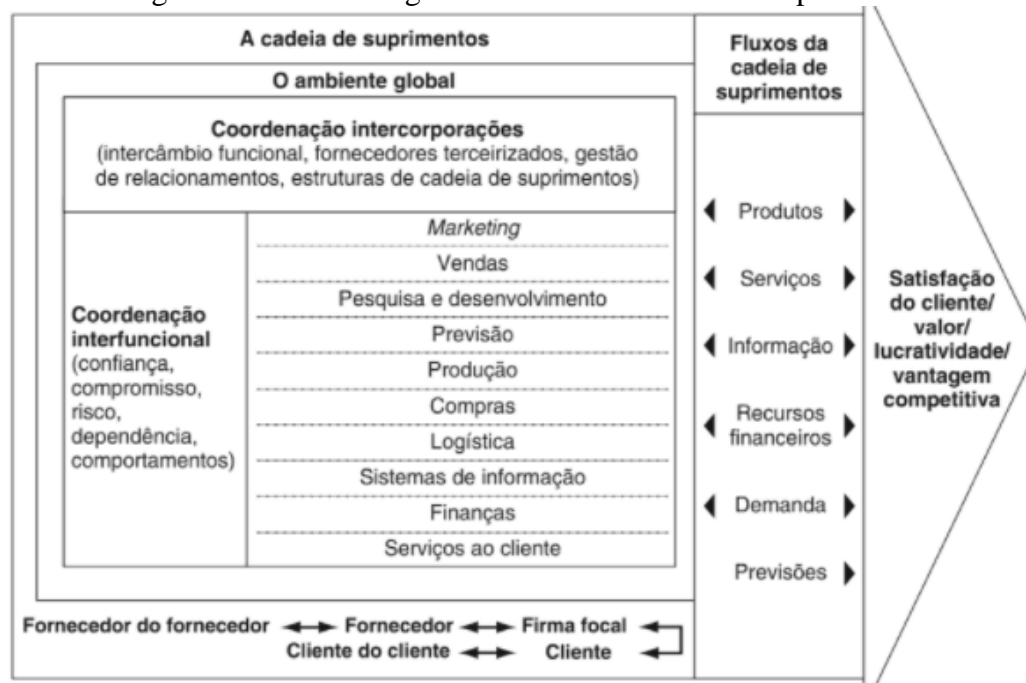 A cadeia de suprimentos
O ambiente global
Coordenação intercorporações
(intercâmbio funcional, fornecedores terceirizados, gestão
de relacionamentos, estruturas de cadeia de suprimentos)
Coordenação
interfuncional
(confiança,
compromisso,
risco,
dependência,
comportamentos)
Marketing
Vendas
Pesquisa e desenvolvimento
Previsão
Produção
Compras
Logística
Sistemas de informação
Finanças
Serviços ao cliente
Fornecedor do fornecedor Fornecedor Firma focal
Cliente do cliente Cliente
Fluxos da
cadeia de
suprimentos
Produtos
Serviços
Informação
Recursos
financeiros
Demanda
Previsões
Satisfação
do cliente/
valor/
lucratividade/
vantagem
competitiva